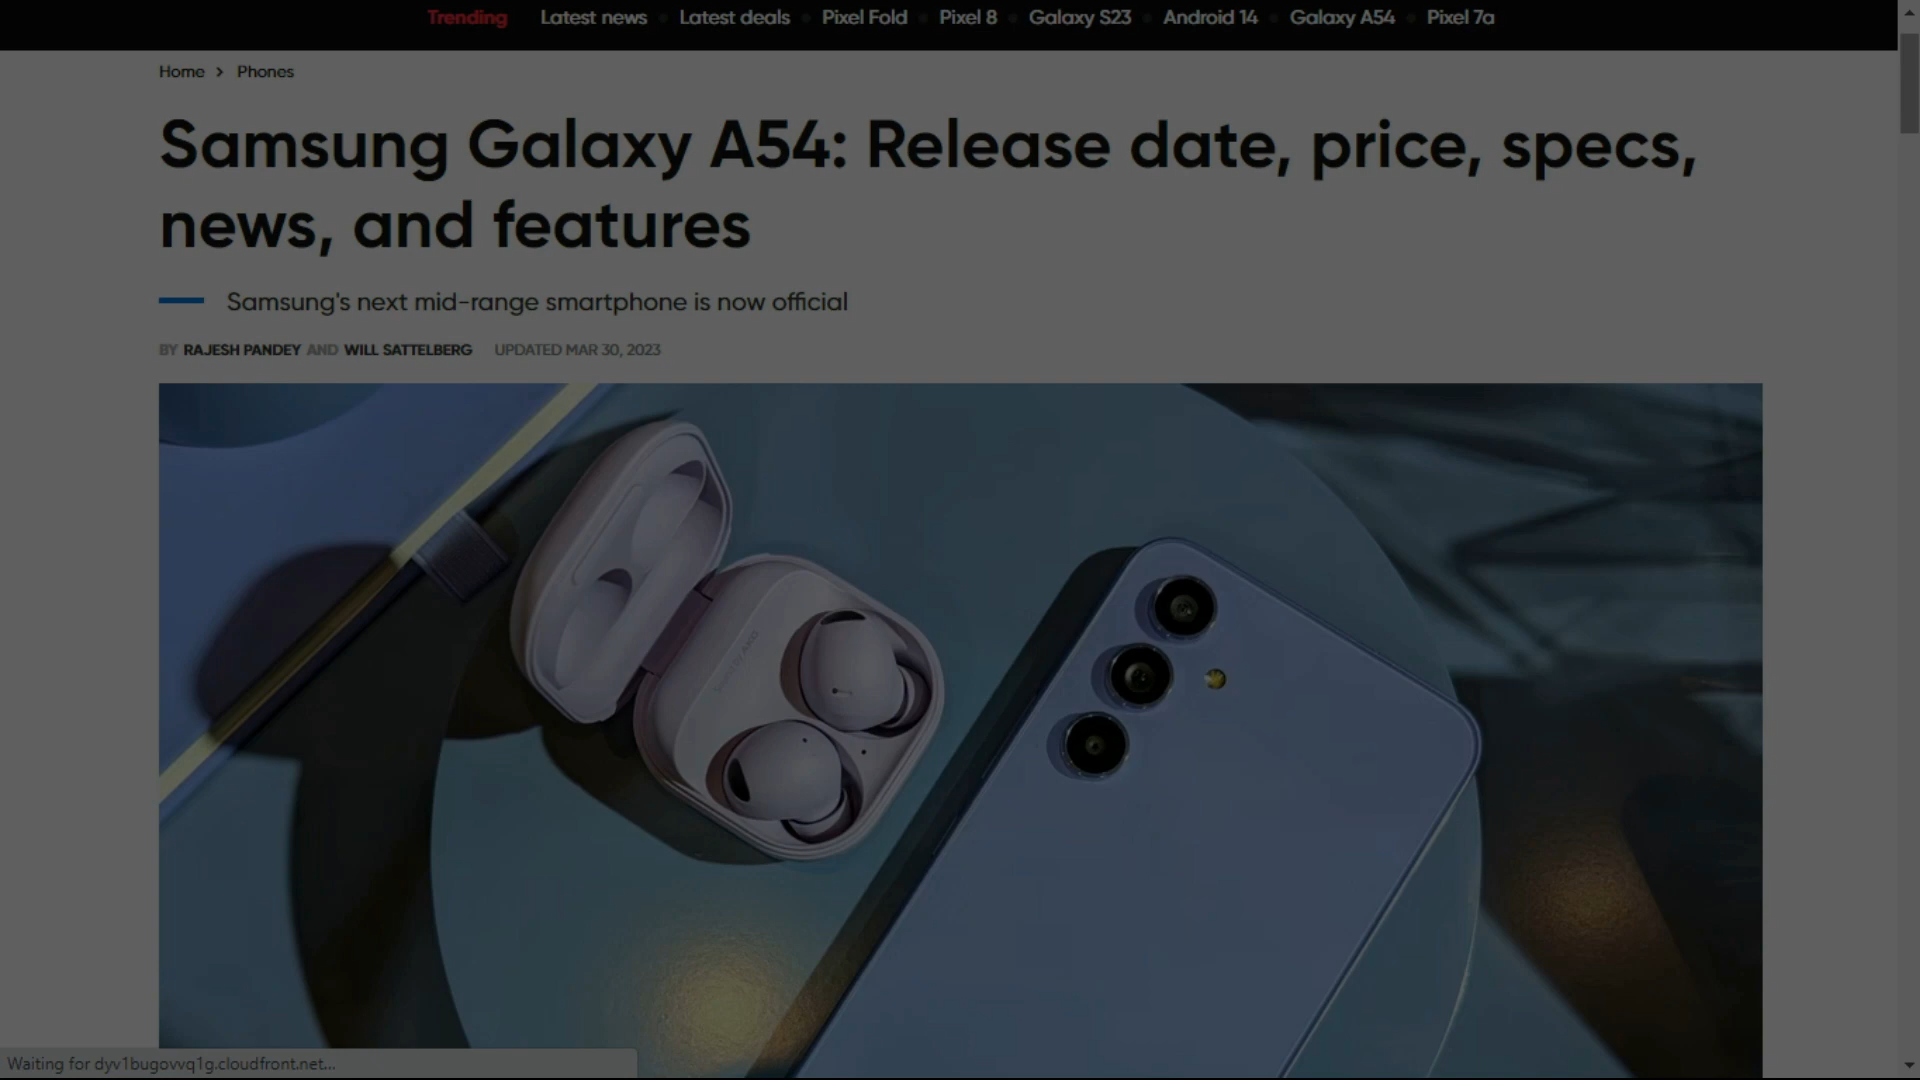 Trending Latest news Latest deals Pixel Fold Pixel 8 Galaxy S23 Android 14 Galaxy A54 Pixel 7a
Home > Phones
Samsung Galaxy A54: Release date, price, specs,
news, and features
Samsung's next mid-range smartphone is now official
BY RAJESH PANDEY AND WILL SATTELBERG UPDATED MAR 30, 2023
Waiting for dyv1bugovvq1g.cloudfront.net...